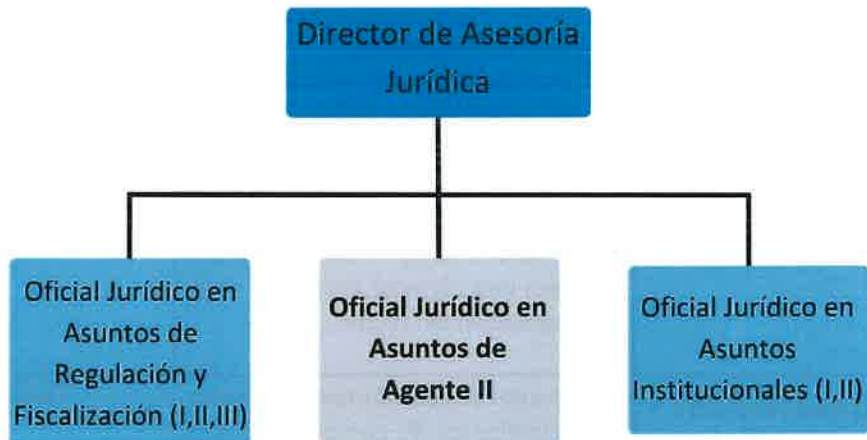 Director de Asesoría
Jurídica
Oficial Jurídico en
Asuntos de
Regulación y
Fiscalización (I,II,III)
Oficial Jurídico en
Asuntos de
Agente II
Oficial Jurídico en
Asuntos
Institucionales (I,II)